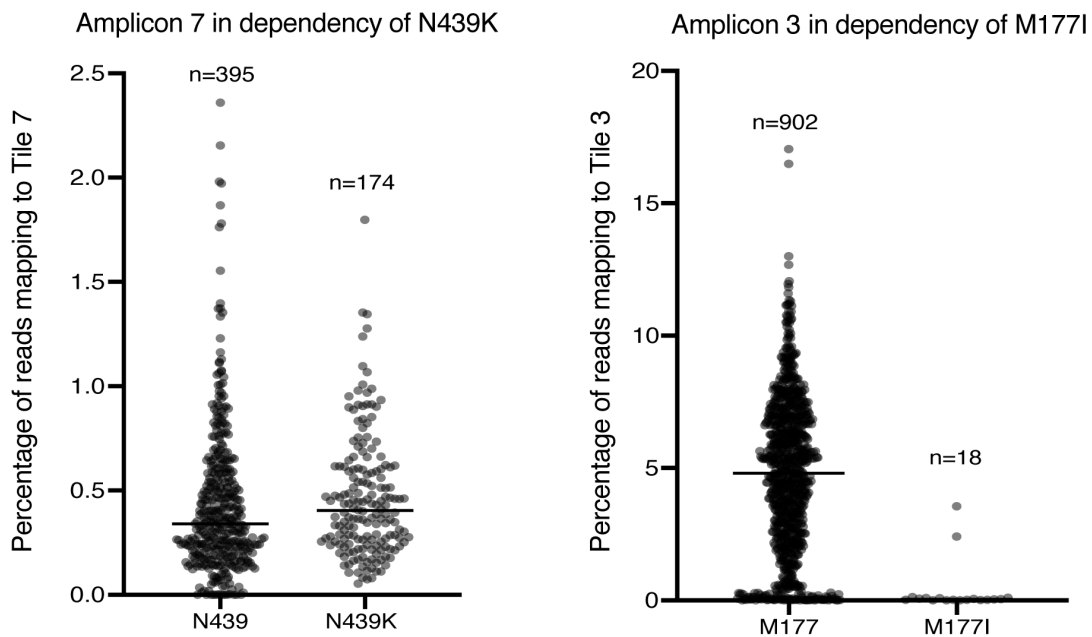 Amplicon 7 in dependency of N439K
Percentage of reads mapping to Tile 7
2.5
2.0
1.5
1.0
0.5
0.0
n=395
n=174
N439
N439K
Amplicon 3 in dependency of M177I
Percentage of reads mapping to Tile 3
20
15
10
5
0
n=902
n=18
M177
M177I